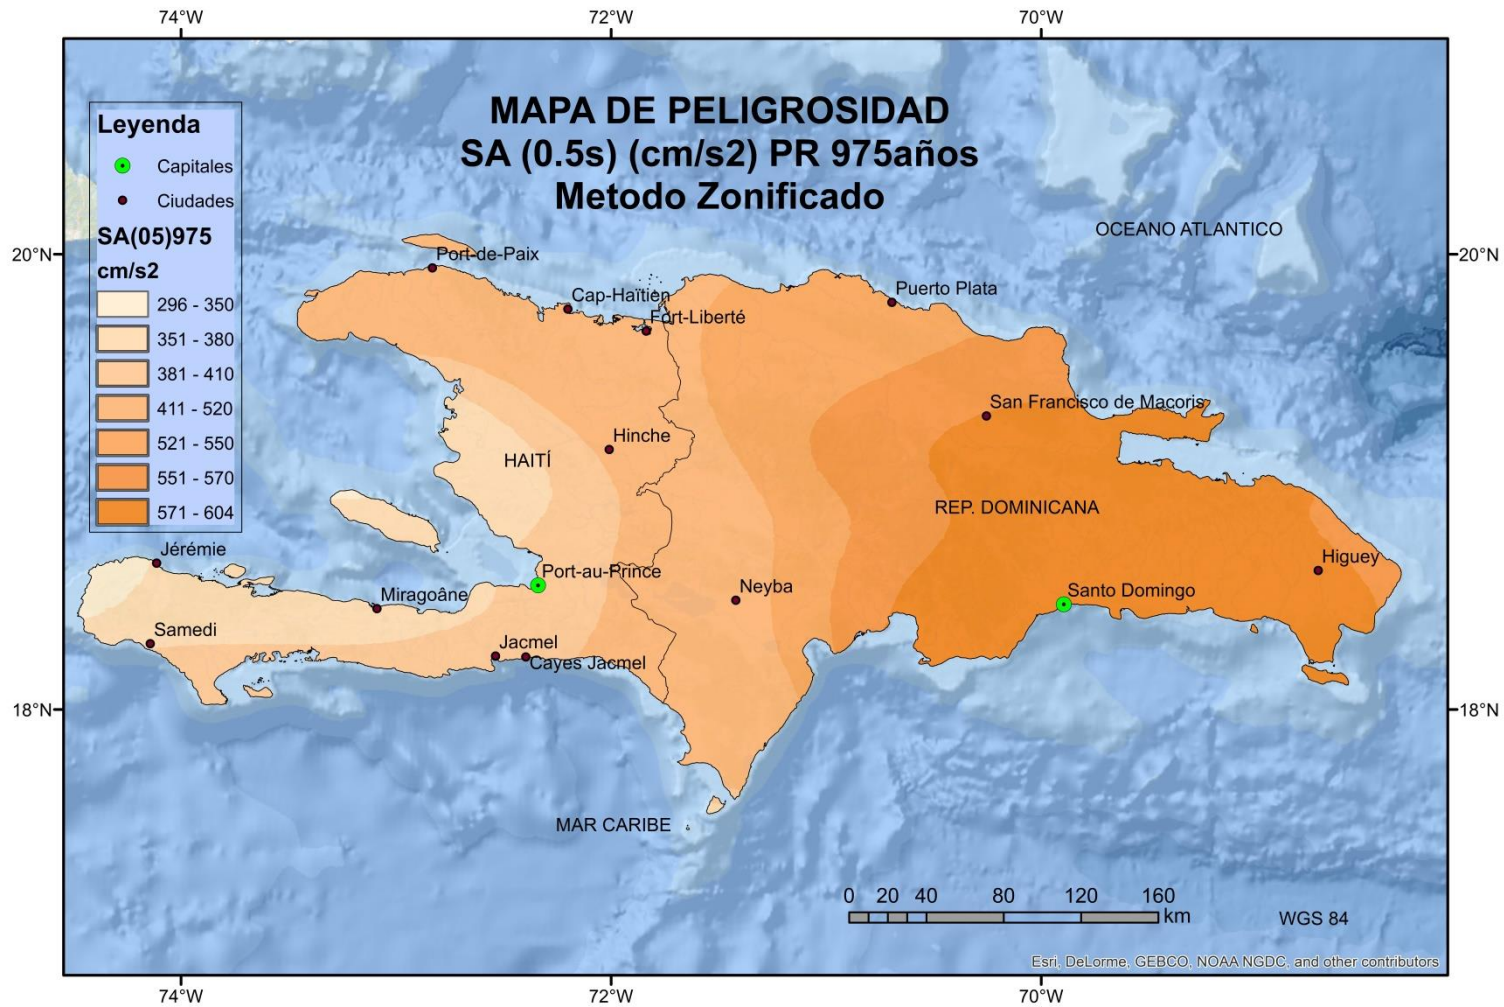 74°W
72°W
70°W
MAPA DE PELIGROSIDAD
SA (0.5s) (cm/s2) PR 975años
Metodo Zonificado
Leyenda
Capitales
Ciudades
SA(05)975
cm/s2
296 - 350
351 - 380
381 - 410
411 - 520
521 - 550
551 - 570
571 - 604
OCEANO ATLANTICO
20°N
20°N
Port-de-Paix
Cap-Haïtien
Fort-Liberté
Puerto Plata
San Francisco de Macoris
Hinche
HAITÍ
REP. DOMINICANA
Jérémie
Port-au-Prince
Miragoâne
Neyba
Santo Domingo
Higuey
Samedi
Jacmel
Cayes Jacmel
18°N
18°N
MAR CARIBE
0 20 40 80 120 160
km
WGS 84
Esri, DeLorme, GEBCO, NOAA NGDC, and other contributors
74°W
72°W
70°W